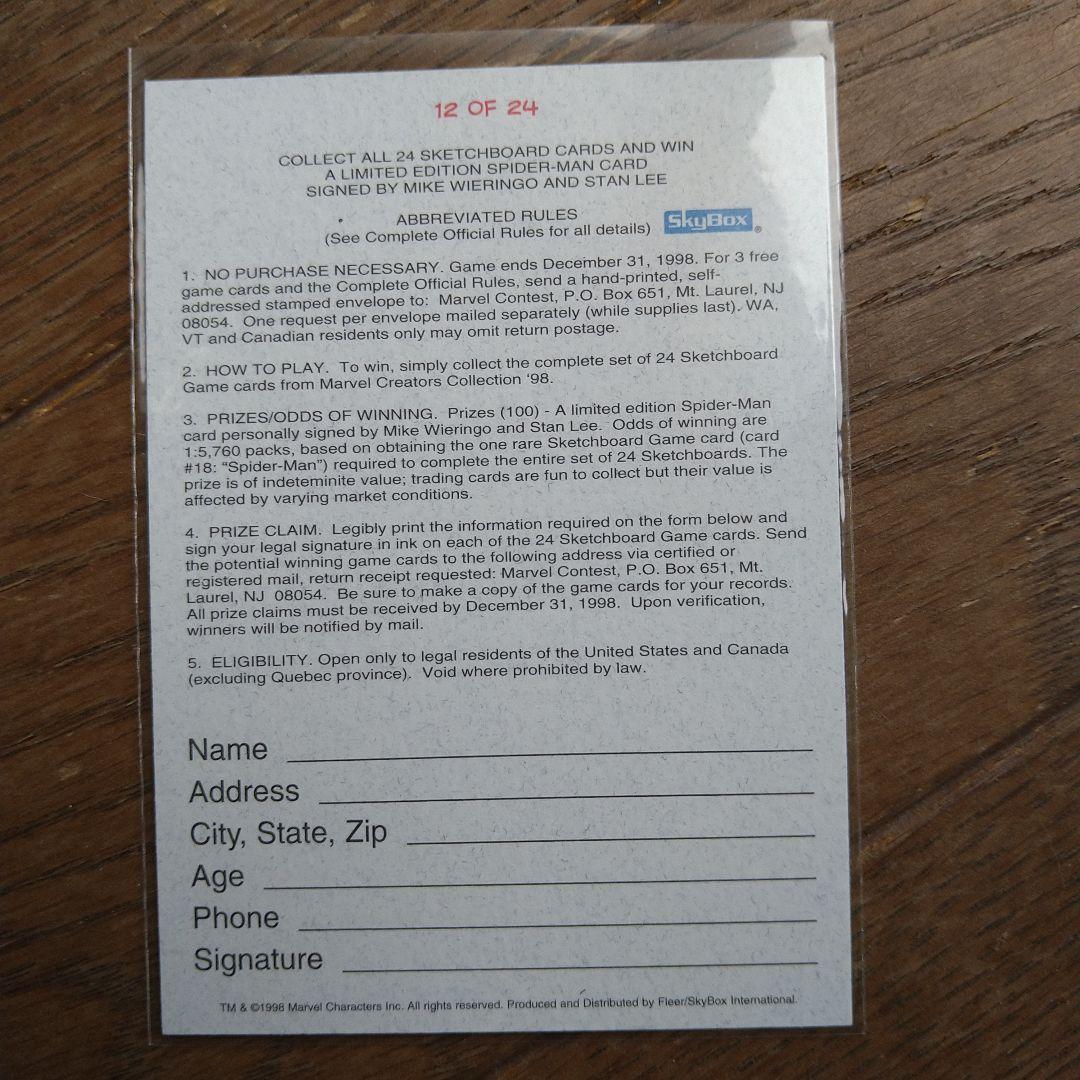 12 OF 24
COLLECT ALL 24 SKETCHBOARD CARDS AND WIN
A LIMITED EDITION SPIDER-MAN CARD
SIGNED BY MIKE WIERINGO AND STAN LEE
ABBREVIATED RULES
(See Complete Official Rules for all details)
SkyBox®
1. NO PURCHASE NECESSARY. Game ends December 31, 1998. For 3 free
game cards and the Complete Official Rules, send a hand-printed, self-
addressed stamped envelope to: Marvel Contest, P.O. Box 651, Mt. Laurel, NJ
08054. One request per envelope mailed separately (while supplies last). WA,
VT and Canadian residents only may omit return postage.
2. HOW TO PLAY. To win, simply collect the complete set of 24 Sketchboard
Game cards from Marvel Creators Collection '98.
3. PRIZES/ODDS OF WINNING. Prizes (100) - A limited edition Spider-Man
card personally signed by Mike Wieringo and Stan Lee. Odds of winning are
1:5,760 packs, based on obtaining the one rare Sketchboard Game card (card
#18: "Spider-Man") required to complete the entire set of 24 Sketchboards. The
prize is of indeteminite value; trading cards are fun to collect but their value is
affected by varying market conditions.
4. PRIZE CLAIM. Legibly print the information required on the form below and
sign your legal signature in ink on each of the 24 Sketchboard Game cards. Send
the potential winning game cards to the following address via certified or
registered mail, return receipt requested: Marvel Contest, P.O. Box 651, Mt.
Laurel, NJ 08054. Be sure to make a copy of the game cards for your records.
All prize claims must be received by December 31, 1998. Upon verification,
winners will be notified by mail.
5. ELIGIBILITY. Open only to legal residents of the United States and Canada
(excluding Quebec province). Void where prohibited by law.
Name
Address
City, State, Zip
Age
Phone
Signature
TM & ©1998 Marvel Characters Inc. All rights reserved. Produced and Distributed by Fleer/SkyBox International.